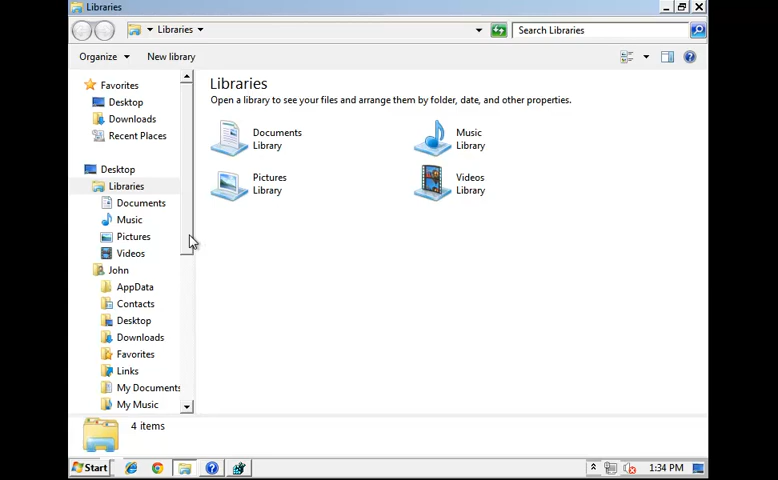 Libraries
Libraries
Search Libraries
Organize
New library
Favorites
Desktop
Downloads
Recent Places
Desktop
Libraries
Documents
Music
Pictures
Videos
John
AppData
Contacts
Desktop
Downloads
Favorites
Links
My Documents
My Music
Libraries
Open a library to see your files and arrange them by folder, date, and other properties.
Documents
Library
Music
Library
Pictures
Library
Videos
Library
4 items
Start
1:34 PM